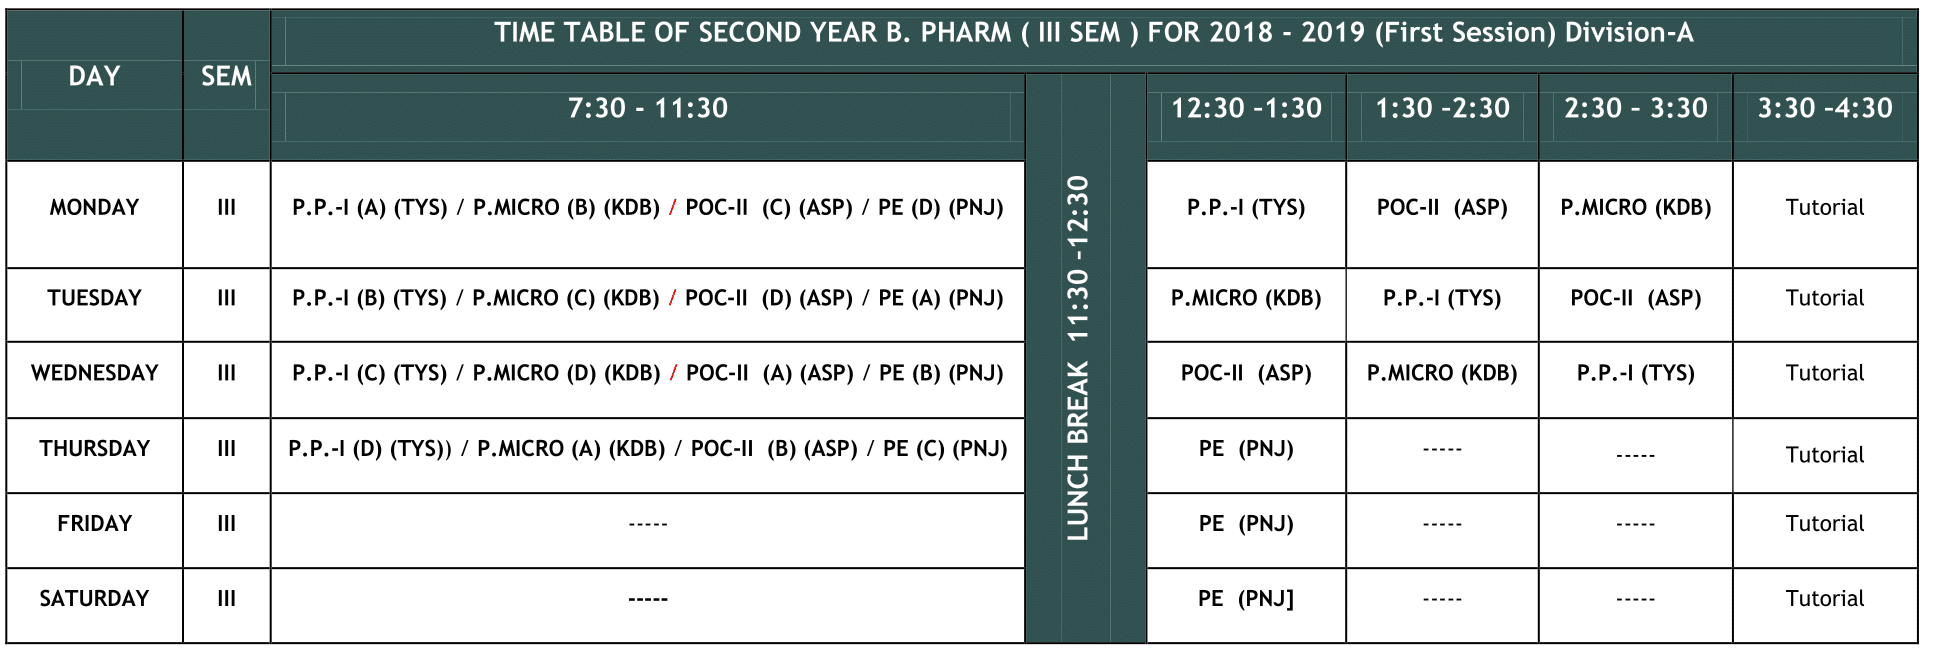 TIME TABLE OF SECOND YEAR B. PHARM ( III SEM ) FOR 2018 - 2019 (First Session) Division-A
DAY SEM
7:30 - 11:30 12:30 -1:30 1:30 -2:30 2:30 - 3:30 3:30 -4:30
LUNCH BREAK 11:30 -12:30
MONDAY III P.P.-I (A) (TYS) / P.MICRO (B) (KDB) / POC-II (C) (ASP) / PE (D) (PNJ) P.P.-I (TYS) POC-II (ASP) P.MICRO (KDB) Tutorial
TUESDAY III P.P.-I (B) (TYS) / P.MICRO (C) (KDB) / POC-II (D) (ASP) / PE (A) (PNJ) P.MICRO (KDB) P.P.-I (TYS) POC-II (ASP) Tutorial
WEDNESDAY III P.P.-I (C) (TYS) / P.MICRO (D) (KDB) / POC-II (A) (ASP) / PE (B) (PNJ) POC-II (ASP) P.MICRO (KDB) P.P.-I (TYS) Tutorial
THURSDAY III P.P.-I (D) (TYS)) / P.MICRO (A) (KDB) / POC-II (B) (ASP) / PE (C) (PNJ) PE (PNJ) ----- ----- Tutorial
FRIDAY III ----- PE (PNJ) ----- ----- Tutorial
SATURDAY III ----- PE (PNJ] ----- ----- Tutorial